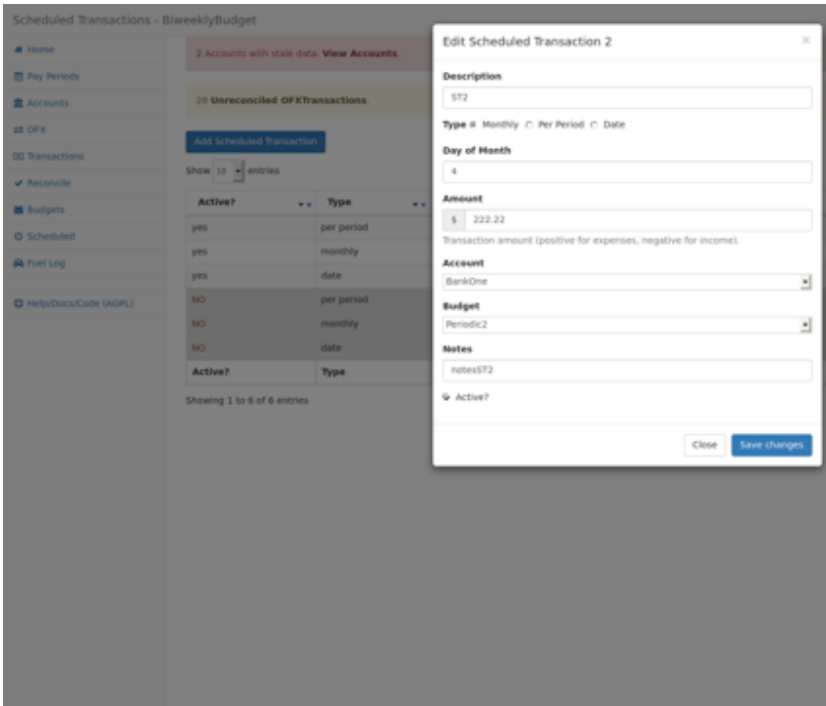 Scheduled Transactions - BiweeklyBudget
Home
Pay Periods
Accounts
OFX
Transactions
Reconcile
Budgets
Scheduled
Fuel Log
Help/Docs/Code (AGPL)
2 Accounts with stale data. View Accounts.
28 Unreconciled OFXTransactions.
Add Scheduled Transaction
Show 10 entries
Active? Type
yes per period
yes monthly
yes date
NO per period
NO monthly
NO date
Active? Type
Showing 1 to 6 of 6 entries
Edit Scheduled Transaction 2 ×
Description
ST2
Type Monthly Per Period Date
Day of Month
4
Amount
$ 222.22
Transaction amount (positive for expenses, negative for income).
Account
BankOne
Budget
Periodic2
Notes
notesST2
Active?
Close Save changes